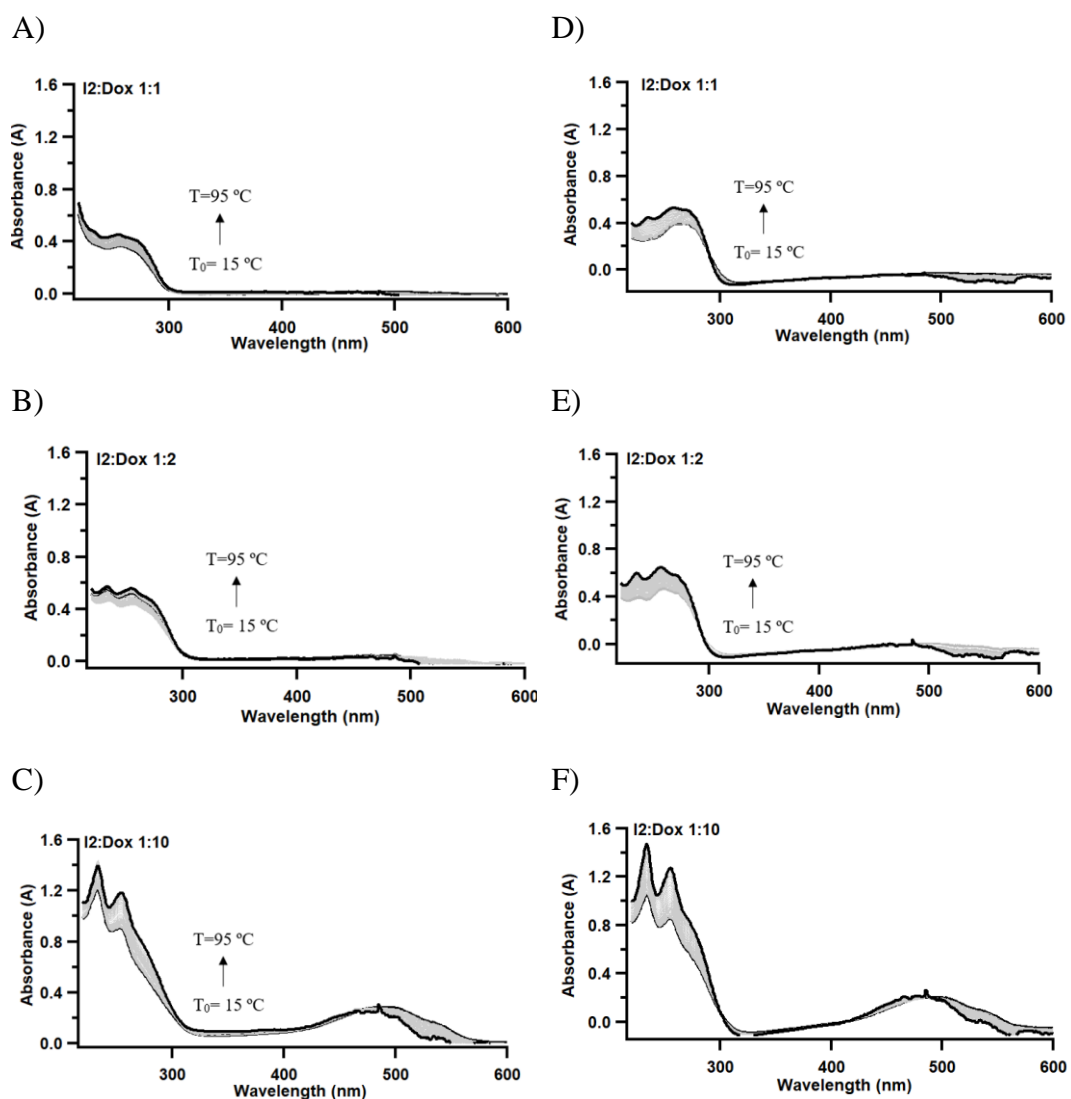 A)
I2:Dox 1:1
Absorbance (A)
1.6
1.2
0.8
0.4
0.0
T=95 ºC
T0= 15 ºC
300
400
500
600
Wavelength (nm)
D)
I2:Dox 1:1
Absorbance (A)
1.6
1.2
0.8
0.4
0.0
T=95 ºC
T0= 15 ºC
300
400
500
600
Wavelength (nm)
B)
I2:Dox 1:2
Absorbance (A)
1.6
1.2
0.8
0.4
0.0
T=95 ºC
T0= 15 ºC
300
400
500
600
Wavelength (nm)
E)
I2:Dox 1:2
Absorbance (A)
1.6
1.2
0.8
0.4
0.0
T=95 ºC
T0= 15 ºC
300
400
500
600
Wavelength (nm)
C)
I2:Dox 1:10
Absorbance (A)
1.6
1.2
0.8
0.4
0.0
T=95 ºC
T0= 15 ºC
300
400
500
600
Wavelength (nm)
F)
I2:Dox 1:10
Absorbance (A)
1.6
1.2
0.8
0.4
0.0
300
400
500
600
Wavelength (nm)